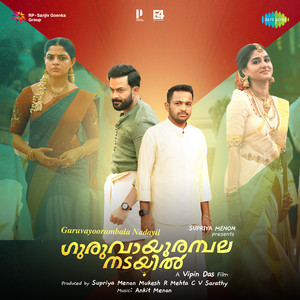 RP- Sanjiv Goenka
Group
SAREGAMA
Guruvayoorambala Nadayil
SUPRIYA MENON
presents
ഗുരുവായൂരമ്പല
നടയിൽ
A Vipin Das Film
Produced by Supriya Menon Mukesh R Mehta C V Sarathy
Music: Ankit Menon